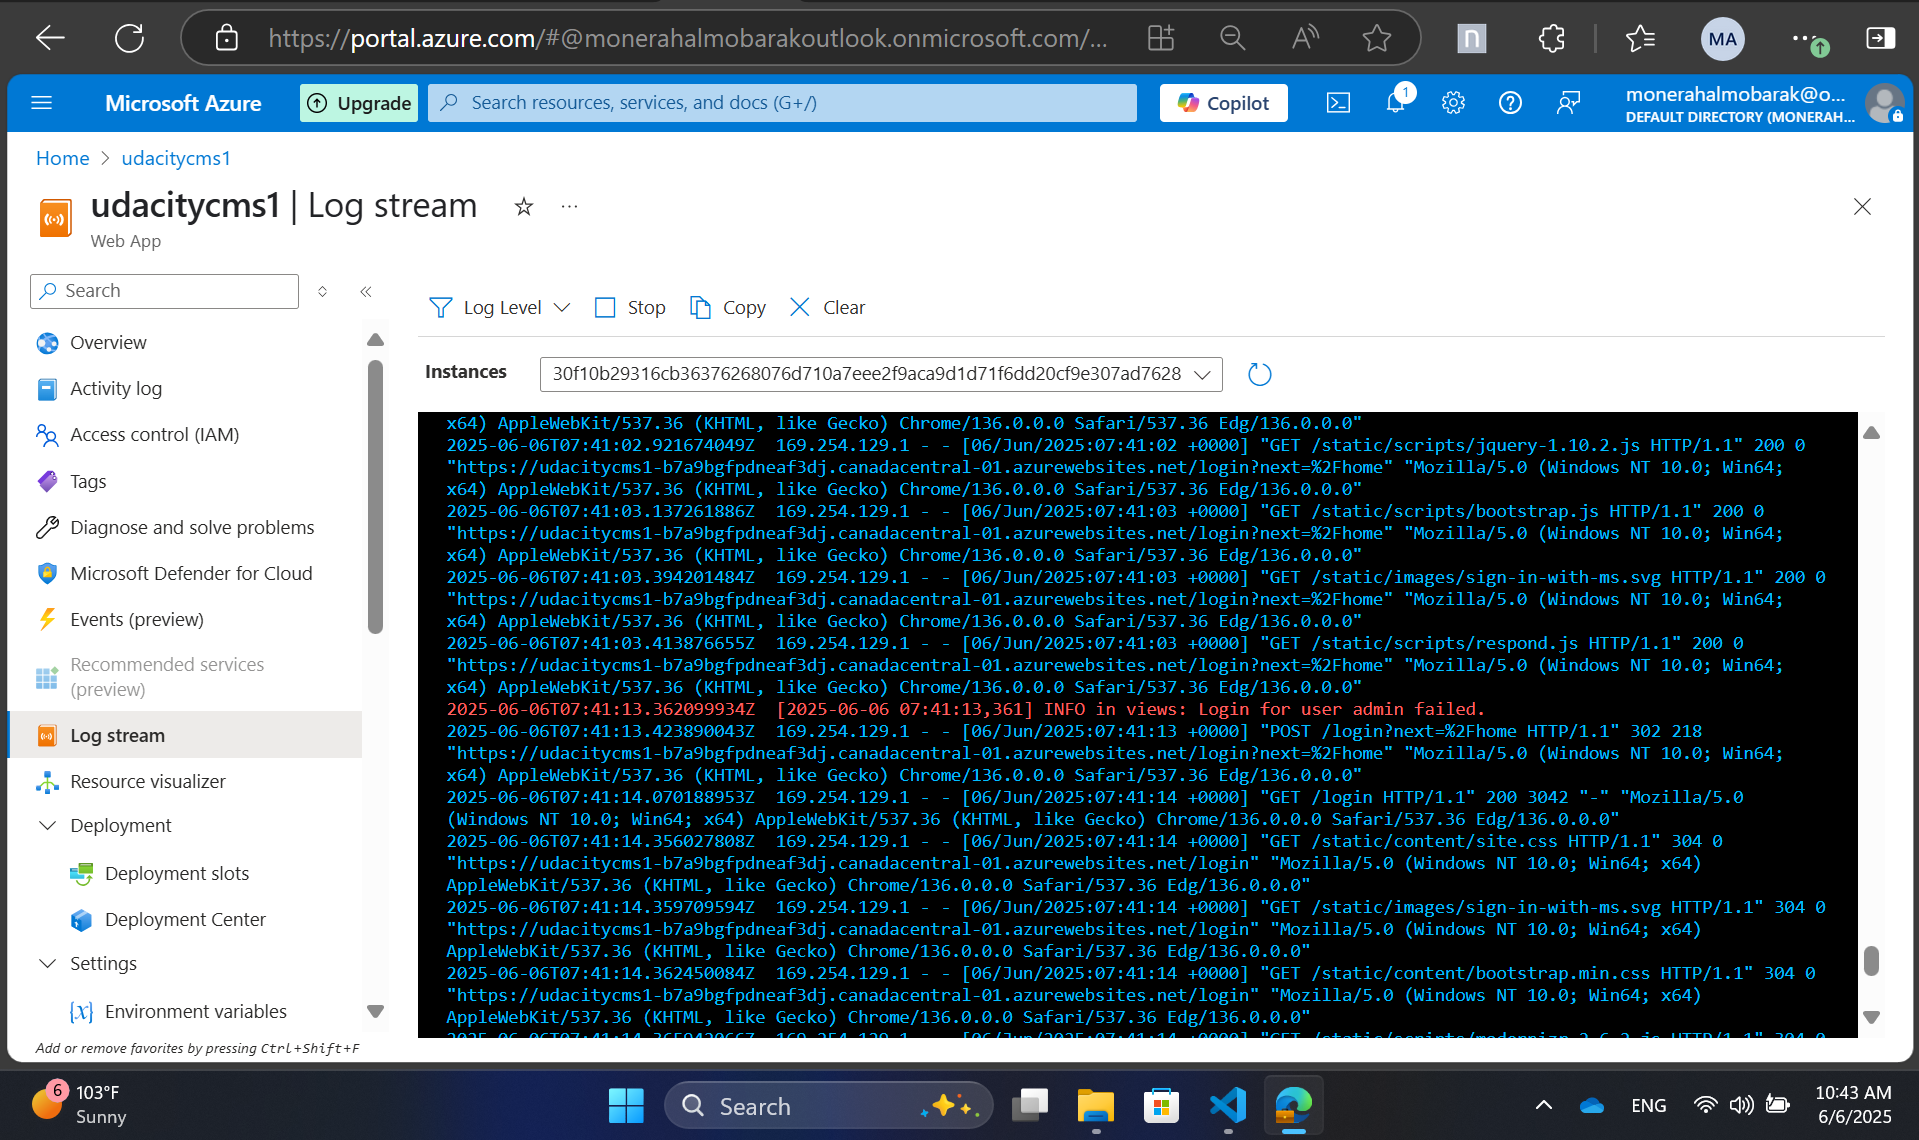 https://portal.azure.com/#@monerahalmobarakoutlook.onmicrosoft.com/...
n
MA
Microsoft Azure
Upgrade
Search resources, services, and docs (G+/)
Copilot
1
monerahalmobarak@o...
DEFAULT DIRECTORY (MONERAH...
Home > udacitycms1
udacitycms1 | Log stream
Web App
Search
Log Level
Stop
Copy
Clear
Overview
Activity log
Access control (IAM)
Tags
Diagnose and solve problems
Microsoft Defender for Cloud
Events (preview)
Recommended services
(preview)
Log stream
Resource visualizer
Deployment
Deployment slots
Deployment Center
Settings
Environment variables
Add or remove favorites by pressing Ctrl+Shift+F
Instances
30f10b29316cb36376268076d710a7eee2f9aca9d1d71f6dd20cf9e307ad7628
x64) AppleWebKit/537.36 (KHTML, like Gecko) Chrome/136.0.0.0 Safari/537.36 Edg/136.0.0.0"
2025-06-06T07:41:02.921674049Z 169.254.129.1 - - [06/Jun/2025:07:41:02 +0000] "GET /static/scripts/jquery-1.10.2.js HTTP/1.1" 200 0
"https://udacitycms1-b7a9bgfpdneaf3dj.canadacentral-01.azurewebsites.net/login?next=%2Fhome" "Mozilla/5.0 (Windows NT 10.0; Win64;
x64) AppleWebKit/537.36 (KHTML, like Gecko) Chrome/136.0.0.0 Safari/537.36 Edg/136.0.0.0"
2025-06-06T07:41:03.137261886Z 169.254.129.1 - - [06/Jun/2025:07:41:03 +0000] "GET /static/scripts/bootstrap.js HTTP/1.1" 200 0
"https://udacitycms1-b7a9bgfpdneaf3dj.canadacentral-01.azurewebsites.net/login?next=%2Fhome" "Mozilla/5.0 (Windows NT 10.0; Win64;
x64) AppleWebKit/537.36 (KHTML, like Gecko) Chrome/136.0.0.0 Safari/537.36 Edg/136.0.0.0"
2025-06-06T07:41:03.394201484Z 169.254.129.1 - - [06/Jun/2025:07:41:03 +0000] "GET /static/images/sign-in-with-ms.svg HTTP/1.1" 200 0
"https://udacitycms1-b7a9bgfpdneaf3dj.canadacentral-01.azurewebsites.net/login?next=%2Fhome" "Mozilla/5.0 (Windows NT 10.0; Win64;
x64) AppleWebKit/537.36 (KHTML, like Gecko) Chrome/136.0.0.0 Safari/537.36 Edg/136.0.0.0"
2025-06-06T07:41:03.413876655Z 169.254.129.1 - - [06/Jun/2025:07:41:03 +0000] "GET /static/scripts/respond.js HTTP/1.1" 200 0
"https://udacitycms1-b7a9bgfpdneaf3dj.canadacentral-01.azurewebsites.net/login?next=%2Fhome" "Mozilla/5.0 (Windows NT 10.0; Win64;
x64) AppleWebKit/537.36 (KHTML, like Gecko) Chrome/136.0.0.0 Safari/537.36 Edg/136.0.0.0"
2025-06-06T07:41:13.362099934Z [2025-06-06 07:41:13,361] INFO in views: Login for user admin failed.
2025-06-06T07:41:13.423890043Z 169.254.129.1 - - [06/Jun/2025:07:41:13 +0000] "POST /login?next=%2Fhome HTTP/1.1" 302 218
"https://udacitycms1-b7a9bgfpdneaf3dj.canadacentral-01.azurewebsites.net/login?next=%2Fhome" "Mozilla/5.0 (Windows NT 10.0; Win64;
x64) AppleWebKit/537.36 (KHTML, like Gecko) Chrome/136.0.0.0 Safari/537.36 Edg/136.0.0.0"
2025-06-06T07:41:14.070188953Z 169.254.129.1 - - [06/Jun/2025:07:41:14 +0000] "GET /login HTTP/1.1" 200 3042 "-" "Mozilla/5.0
(Windows NT 10.0; Win64; x64) AppleWebKit/537.36 (KHTML, like Gecko) Chrome/136.0.0.0 Safari/537.36 Edg/136.0.0.0"
2025-06-06T07:41:14.356027808Z 169.254.129.1 - - [06/Jun/2025:07:41:14 +0000] "GET /static/content/site.css HTTP/1.1" 304 0
"https://udacitycms1-b7a9bgfpdneaf3dj.canadacentral-01.azurewebsites.net/login" "Mozilla/5.0 (Windows NT 10.0; Win64; x64)
AppleWebKit/537.36 (KHTML, like Gecko) Chrome/136.0.0.0 Safari/537.36 Edg/136.0.0.0"
2025-06-06T07:41:14.359709594Z 169.254.129.1 - - [06/Jun/2025:07:41:14 +0000] "GET /static/images/sign-in-with-ms.svg HTTP/1.1" 304 0
"https://udacitycms1-b7a9bgfpdneaf3dj.canadacentral-01.azurewebsites.net/login" "Mozilla/5.0 (Windows NT 10.0; Win64; x64)
AppleWebKit/537.36 (KHTML, like Gecko) Chrome/136.0.0.0 Safari/537.36 Edg/136.0.0.0"
2025-06-06T07:41:14.362450084Z 169.254.129.1 - - [06/Jun/2025:07:41:14 +0000] "GET /static/content/bootstrap.min.css HTTP/1.1" 304 0
"https://udacitycms1-b7a9bgfpdneaf3dj.canadacentral-01.azurewebsites.net/login" "Mozilla/5.0 (Windows NT 10.0; Win64; x64)
AppleWebKit/537.36 (KHTML, like Gecko) Chrome/136.0.0.0 Safari/537.36 Edg/136.0.0.0"
6
103°F
Sunny
Search
ENG
10:43 AM
6/6/2025